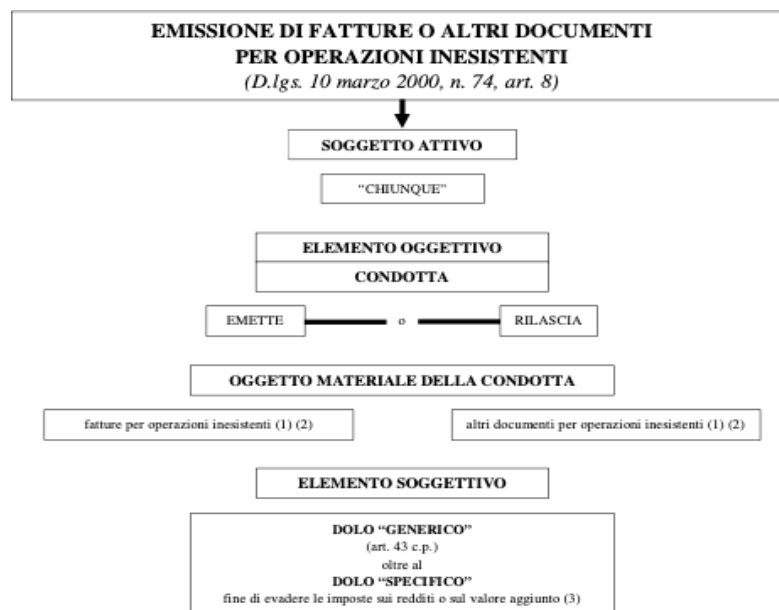 EMISSIONE DI FATTURE O ALTRI DOCUMENTI
PER OPERAZIONI INESISTENTI
(D.lgs. 10 marzo 2000, n. 74, art. 8)
SOGGETTO ATTIVO
“CHIUNQUE”
ELEMENTO OGGETTIVO
CONDOTTA
EMETTE o RILASCIA
OGGETTO MATERIALE DELLA CONDOTTA
fatture per operazioni inesistenti (1) (2) altri documenti per operazioni inesistenti (1) (2)
ELEMENTO SOGGETTIVO
DOLO “GENERICO”
(art. 43 c.p.)
oltre al
DOLO “SPECIFICO”
fine di evadere le imposte sui redditi o sul valore aggiunto (3)